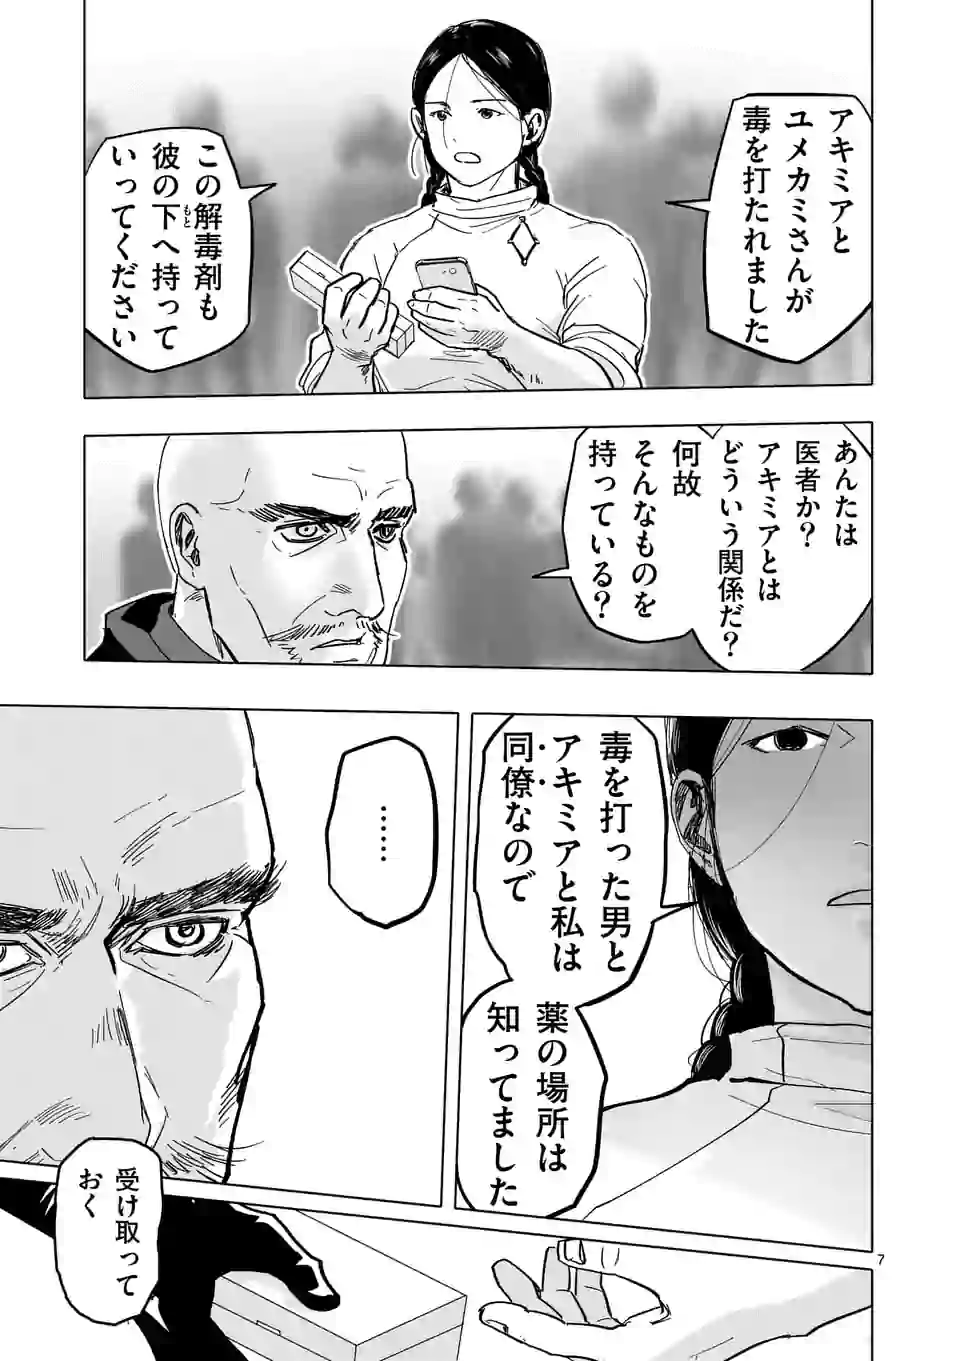 アキミアと
ユメカミさんが
毒を打たれました
この解毒剤も
彼の下へ持って
もと
いってください
あんたは
医者か?
アキミアとは
どういう関係だ?
何故
そんなものを
持っている?
毒を打った男と
アキミアと私は
同僚なので
薬の場所は
知ってました
……
受け取って
おく
7